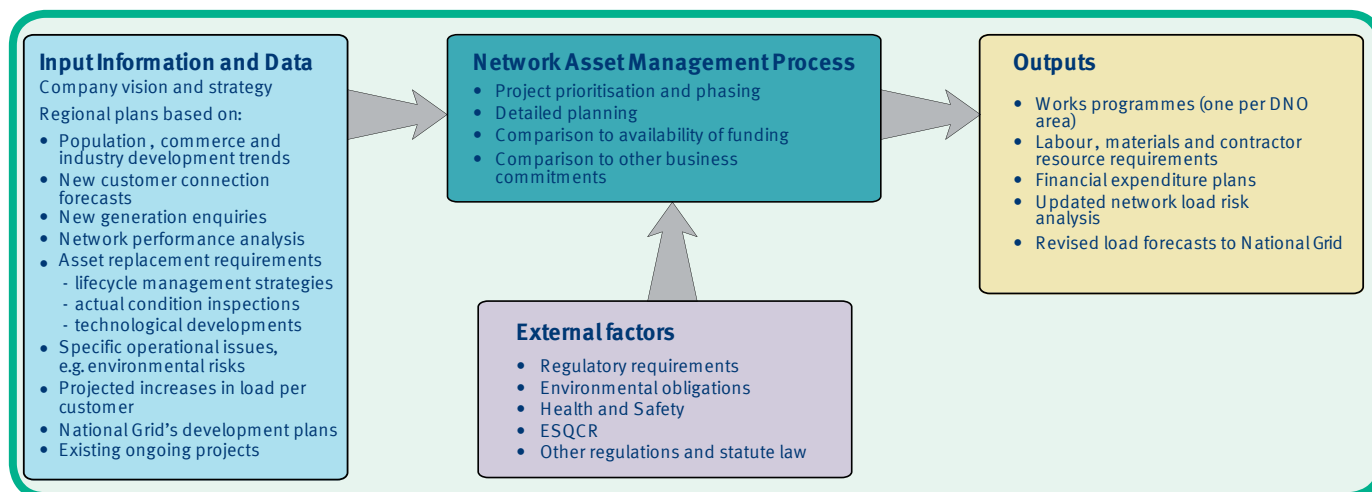 Input Information and Data
Company vision and strategy
Regional plans based on:
• Population, commerce and
industry development trends
• New customer connection
forecasts
• New generation enquiries
• Network performance analysis
• Asset replacement requirements
- lifecycle management strategies
- actual condition inspections
- technological developments
• Specific operational issues,
e.g. environmental risks
• Projected increases in load per
customer
• National Grid's development plans
• Existing ongoing projects
Network Asset Management Process
• Project prioritisation and phasing
• Detailed planning
• Comparison to availability of funding
• Comparison to other business
commitments
External factors
• Regulatory requirements
• Environmental obligations
• Health and Safety
• ESQCR
• Other regulations and statute law
Outputs
• Works programmes (one per DNO
area)
• Labour, materials and contractor
resource requirements
• Financial expenditure plans
• Updated network load risk
analysis
• Revised load forecasts to National Grid